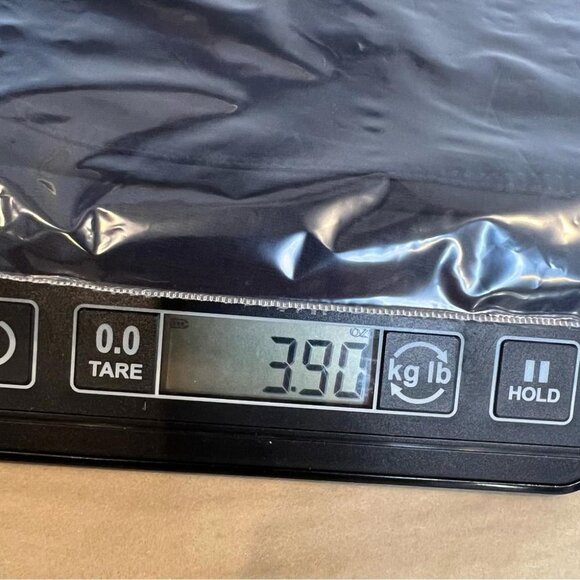 0.0
TARE
oz
3.90
kg lb
HOLD